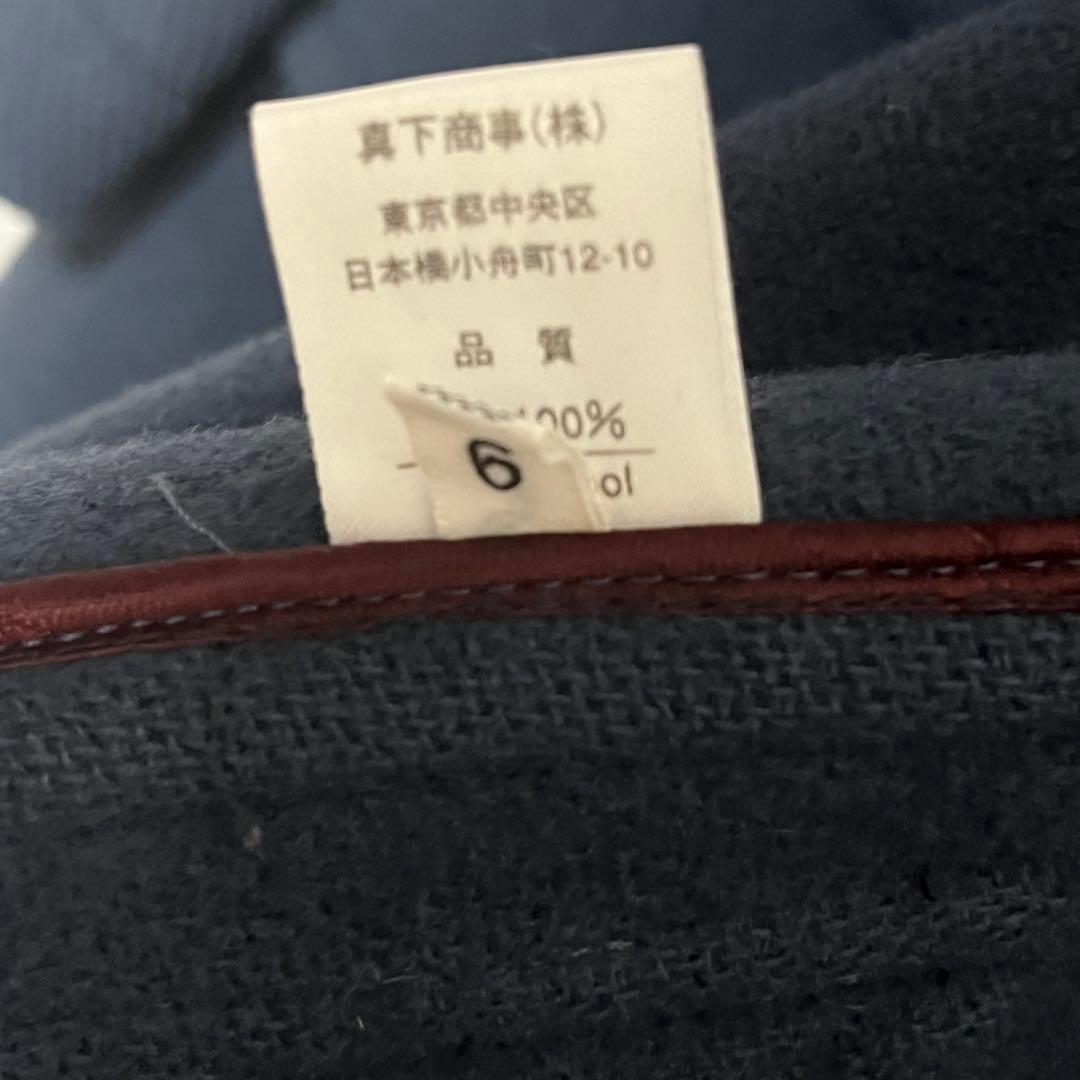 真下商事(株)
東京都中央区
日本橋小舟町12-10
品 質
100%
6
ol